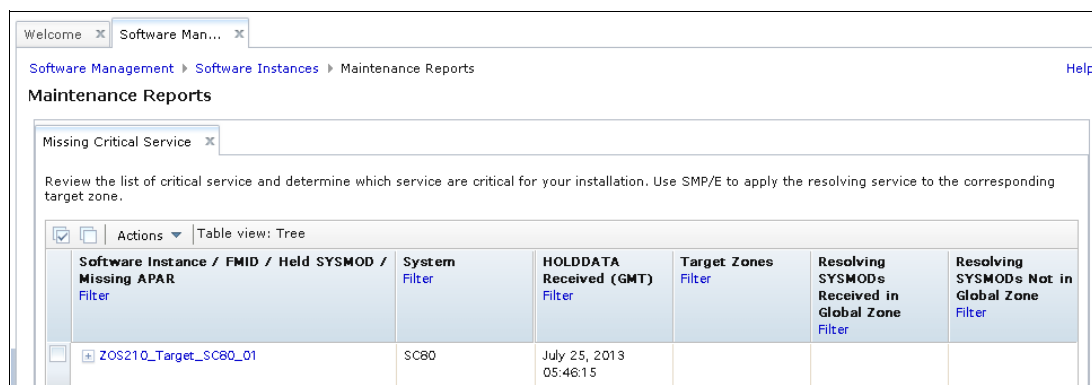 Welcome X Software Man... X
Software Management Software Instances Maintenance Reports Help
Maintenance Reports
Missing Critical Service X
Review the list of critical service and determine which service are critical for your installation. Use SMP/E to apply the resolving service to the corresponding
target zone.
Actions Table view: Tree
Software Instance / FMID / Held SYSMOD /
Missing APAR
Filter
System
Filter
HOLDDATA
Received (GMT)
Filter
Target Zones
Filter
Resolving
SYSMODs
Received in
Global Zone
Filter
Resolving
SYSMODs Not in
Global Zone
Filter
ZOS210_Target_SC80_01
SC80
July 25, 2013
05:46:15